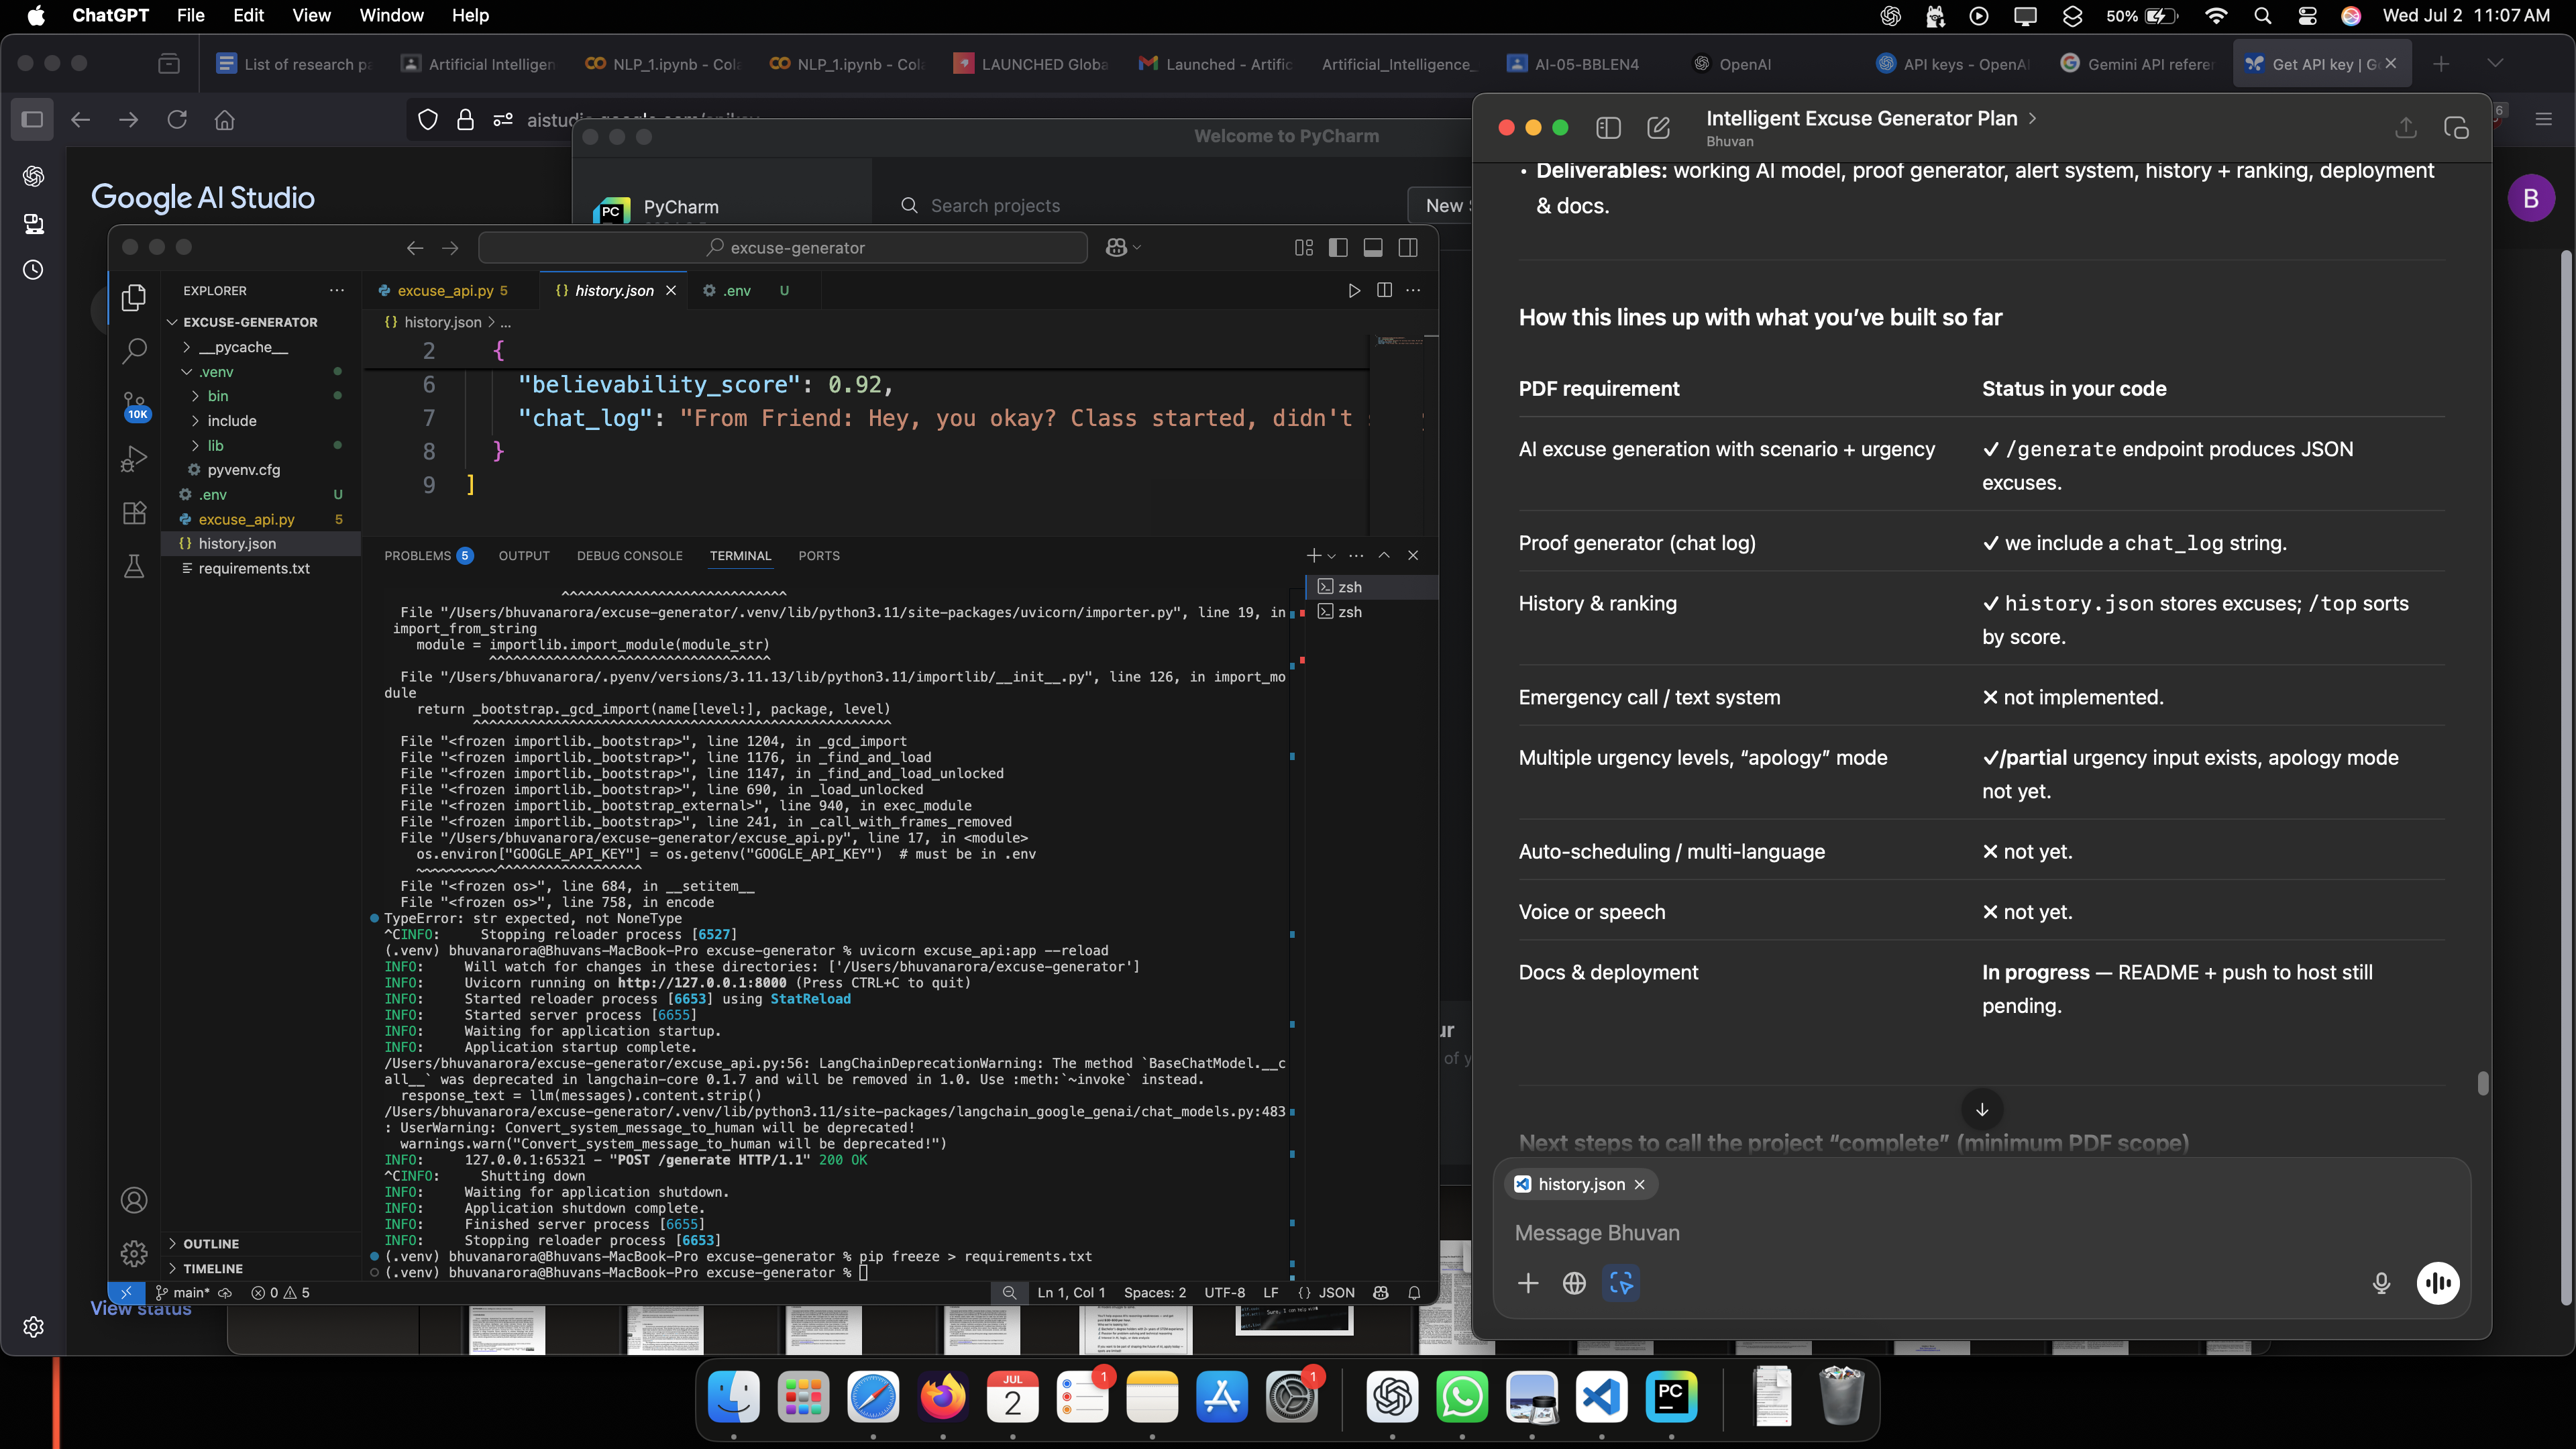 ChatGPT File Edit View Window Help
50% Wed Jul 2 11:07 AM
List of research pa
Artificial Intelligen
NLP_1.ipynb - Cola
NLP_1.ipynb - Cola
LAUNCHED Globa
Launched - Artific
Artificial_Intelligence_
AI-05-BBLEN4
OpenAI
API keys - OpenAI
Gemini API referen
Get API key | G
Google AI Studio
B
6
Welcome to PyCharm
PyCharm
Search projects
New
View status
excuse-generator
EXPLORER
EXCUSE-GENERATOR
__pycache__
.venv
bin
include
lib
pyvenv.cfg
.env U
excuse_api.py 5
history.json
requirements.txt
OUTLINE
TIMELINE
10K
excuse_api.py 5
history.json
.env U
history.json > ...
2 {
6 "believability_score": 0.92,
7 "chat_log": "From Friend: Hey, you okay? Class started, didn't
8 }
9 ]
PROBLEMS 5 OUTPUT DEBUG CONSOLE TERMINAL PORTS
zsh
zsh
^^^^^^^^^^^^^^^^^^^^^^^^^^^^
File "/Users/bhuvanarora/excuse-generator/.venv/lib/python3.11/site-packages/uvicorn/importer.py", line 19, in
import_from_string
module = importlib.import_module(module_str)
^^^^^^^^^^^^^^^^^^^^^^^^^^^^^^^^^^^
File "/Users/bhuvanarora/.pyenv/versions/3.11.13/lib/python3.11/importlib/__init__.py", line 126, in import_mo
dule
return _bootstrap._gcd_import(name[level:], package, level)
^^^^^^^^^^^^^^^^^^^^^^^^^^^^^^^^^^^^^^^^^^^^^^^^^^^^
File "<frozen importlib._bootstrap>", line 1204, in _gcd_import
File "<frozen importlib._bootstrap>", line 1176, in _find_and_load
File "<frozen importlib._bootstrap>", line 1147, in _find_and_load_unlocked
File "<frozen importlib._bootstrap>", line 690, in _load_unlocked
File "<frozen importlib._bootstrap_external>", line 940, in exec_module
File "<frozen importlib._bootstrap>", line 241, in _call_with_frames_removed
File "/Users/bhuvanarora/excuse-generator/excuse_api.py", line 17, in <module>
os.environ["GOOGLE_API_KEY"] = os.getenv("GOOGLE_API_KEY") # must be in .env
~~~~~~~~~~^^^^^^^^^^^^^^^^^^
File "<frozen os>", line 684, in __setitem__
File "<frozen os>", line 758, in encode
TypeError: str expected, not NoneType
^CINFO: Stopping reloader process [6527]
(.venv) bhuvanarora@Bhuvans-MacBook-Pro excuse-generator % uvicorn excuse_api:app --reload
INFO: Will watch for changes in these directories: ['/Users/bhuvanarora/excuse-generator']
INFO: Uvicorn running on http://127.0.0.1:8000 (Press CTRL+C to quit)
INFO: Started reloader process [6653] using StatReload
INFO: Started server process [6655]
INFO: Waiting for application startup.
INFO: Application startup complete.
/Users/bhuvanarora/excuse-generator/excuse_api.py:56: LangChainDeprecationWarning: The method `BaseChatModel.__c
all__` was deprecated in langchain-core 0.1.7 and will be removed in 1.0. Use :meth:`~invoke` instead.
response_text = llm(messages).content.strip()
/Users/bhuvanarora/excuse-generator/.venv/lib/python3.11/site-packages/langchain_google_genai/chat_models.py:483
: UserWarning: Convert_system_message_to_human will be deprecated!
warnings.warn("Convert_system_message_to_human will be deprecated!")
INFO: 127.0.0.1:65321 - "POST /generate HTTP/1.1" 200 OK
^CINFO: Shutting down
INFO: Waiting for application shutdown.
INFO: Application shutdown complete.
INFO: Finished server process [6655]
INFO: Stopping reloader process [6653]
(.venv) bhuvanarora@Bhuvans-MacBook-Pro excuse-generator % pip freeze > requirements.txt
(.venv) bhuvanarora@Bhuvans-MacBook-Pro excuse-generator %
main* 0 5
Ln 1, Col 1 Spaces: 2 UTF-8 LF {} JSON
Intelligent Excuse Generator Plan >
Bhuvan
• Deliverables: working AI model, proof generator, alert system, history + ranking, deployment
& docs.
How this lines up with what you’ve built so far
PDF requirement Status in your code
AI excuse generation with scenario + urgency ✓ /generate endpoint produces JSON
excuses.
Proof generator (chat log) ✓ we include a chat_log string.
History & ranking ✓ history.json stores excuses; /top sorts
by score.
Emergency call / text system ✕ not implemented.
Multiple urgency levels, “apology” mode ✓/partial urgency input exists, apology mode
not yet.
Auto-scheduling / multi-language ✕ not yet.
Voice or speech ✕ not yet.
Docs & deployment In progress — README + push to host still
pending.
Next steps to call the project “complete” (minimum PDF scope)
history.json
Message Bhuvan
JUL
2
1
1
PC